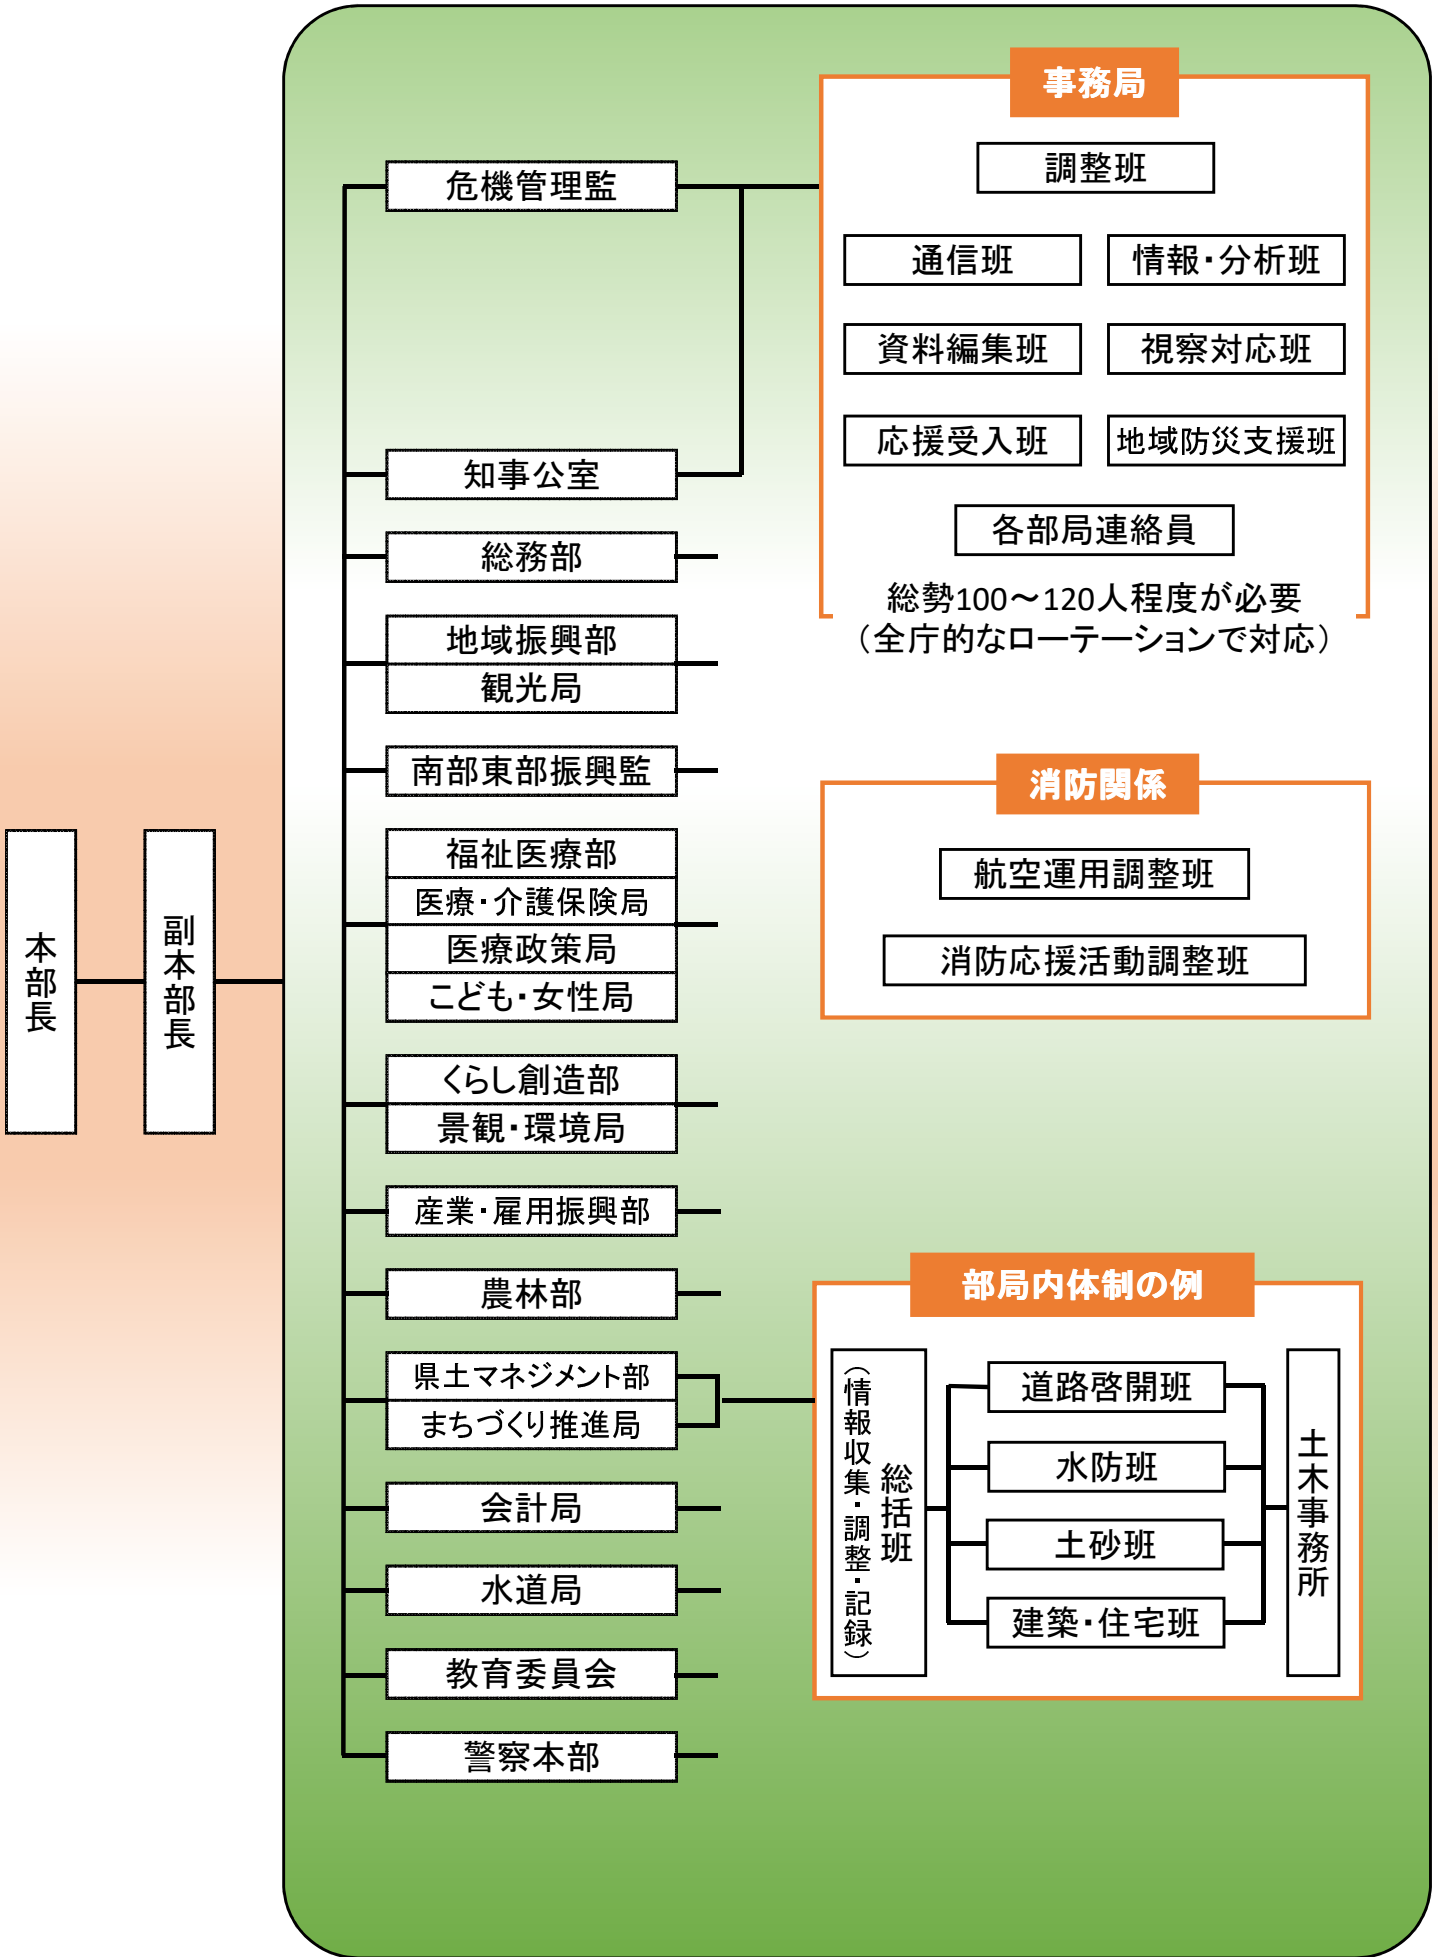 本部長
副本部長
危機管理監
知事公室
総務部
地域振興部
観光局
南部東部振興監
福祉医療部
医療・介護保険局
医療政策局
こども・女性局
くらし創造部
景観・環境局
産業・雇用振興部
農林部
県土マネジメント部
まちづくり推進局
会計局
水道局
教育委員会
警察本部
事務局
調整班
通信班
情報・分析班
資料編集班
視察対応班
応援受入班
地域防災支援班
各部局連絡員
総勢100～120人程度が必要
（全庁的なローテーションで対応）
消防関係
航空運用調整班
消防応援活動調整班
部局内体制の例
総括班
（情報収集・調整・記録）
道路啓開班
水防班
土砂班
建築・住宅班
土木事務所